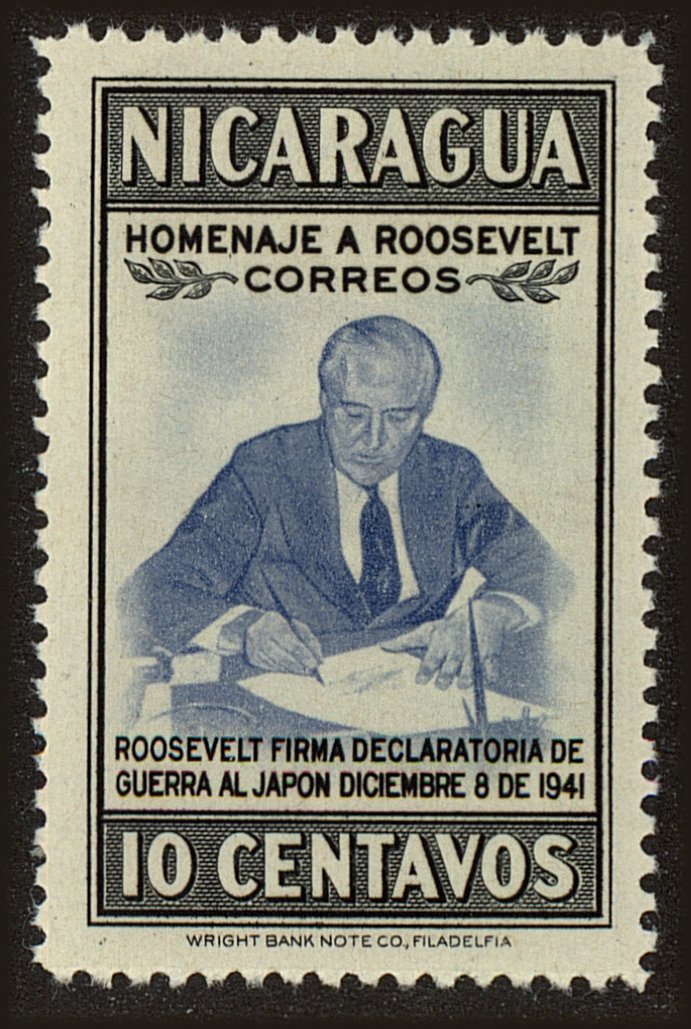 NICARAGUA
HOMENAJE A ROOSEVELT
CORREOS
ROOSEVELT FIRMA DECLARATORIA DE
GUERRA AL JAPON DICIEMBRE 8 DE 1941
10 CENTAVOS
WRIGHT BANK NOTE CO., FILADELFIA